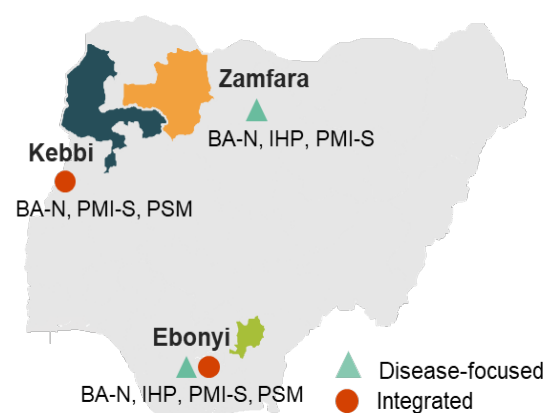 Zamfara
BA-N, IHP, PMI-S
Kebbi
BA-N, PMI-S, PSM
Ebonyi
BA-N, IHP, PMI-S, PSM
Disease-focused
Integrated